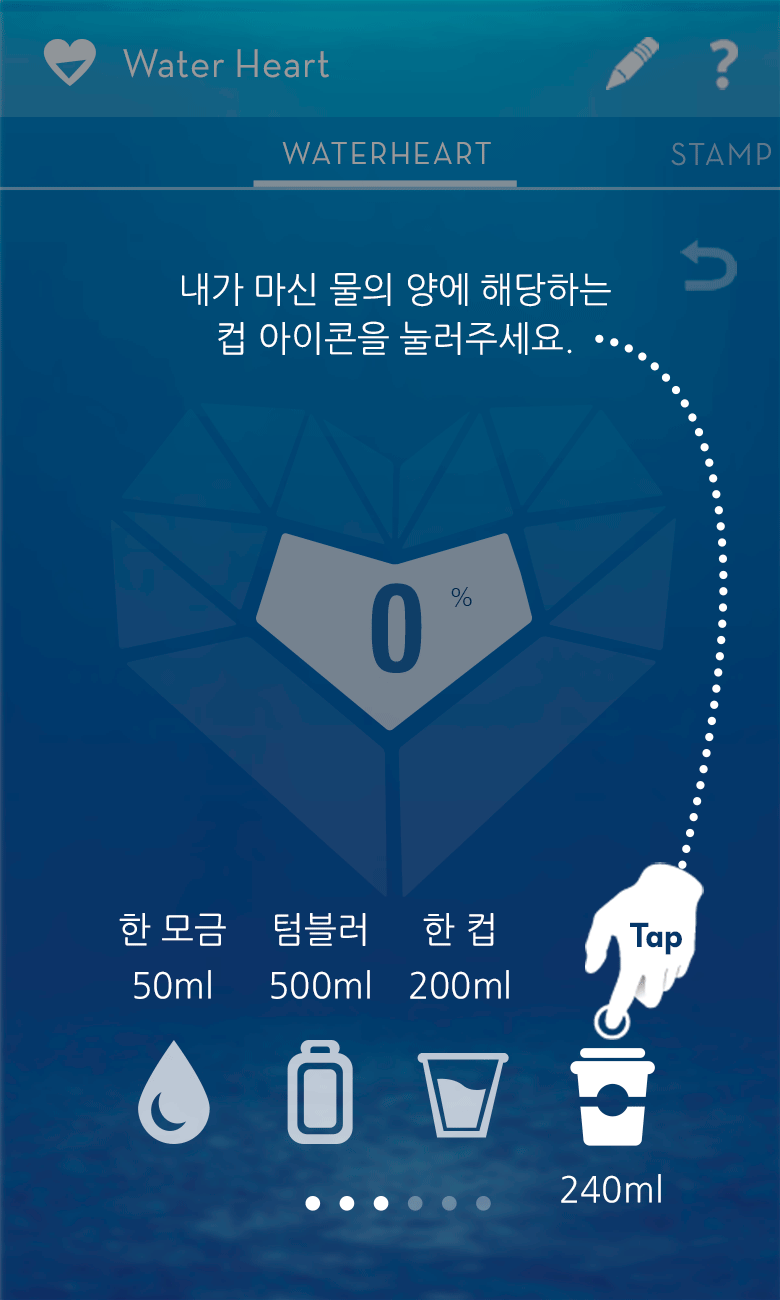 Water Heart
?
WATERHEART
STAMP
내가 마신 물의 양에 해당하는
컵 아이콘을 눌러주세요.
0 %
한 모금
50ml
텀블러
500ml
한 컵
200ml
Tap
240ml